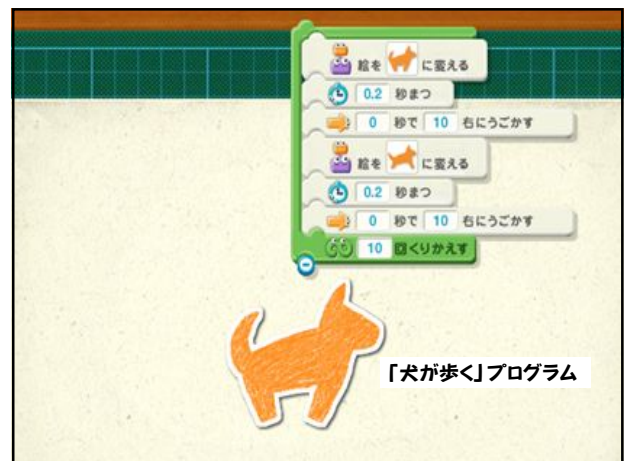 絵を に変える
0.2 秒まつ
0 秒で 10 右にうごかす
絵を に変える
0.2 秒まつ
0 秒で 10 右にうごかす
10 回くりかえす
「犬が歩く」プログラム